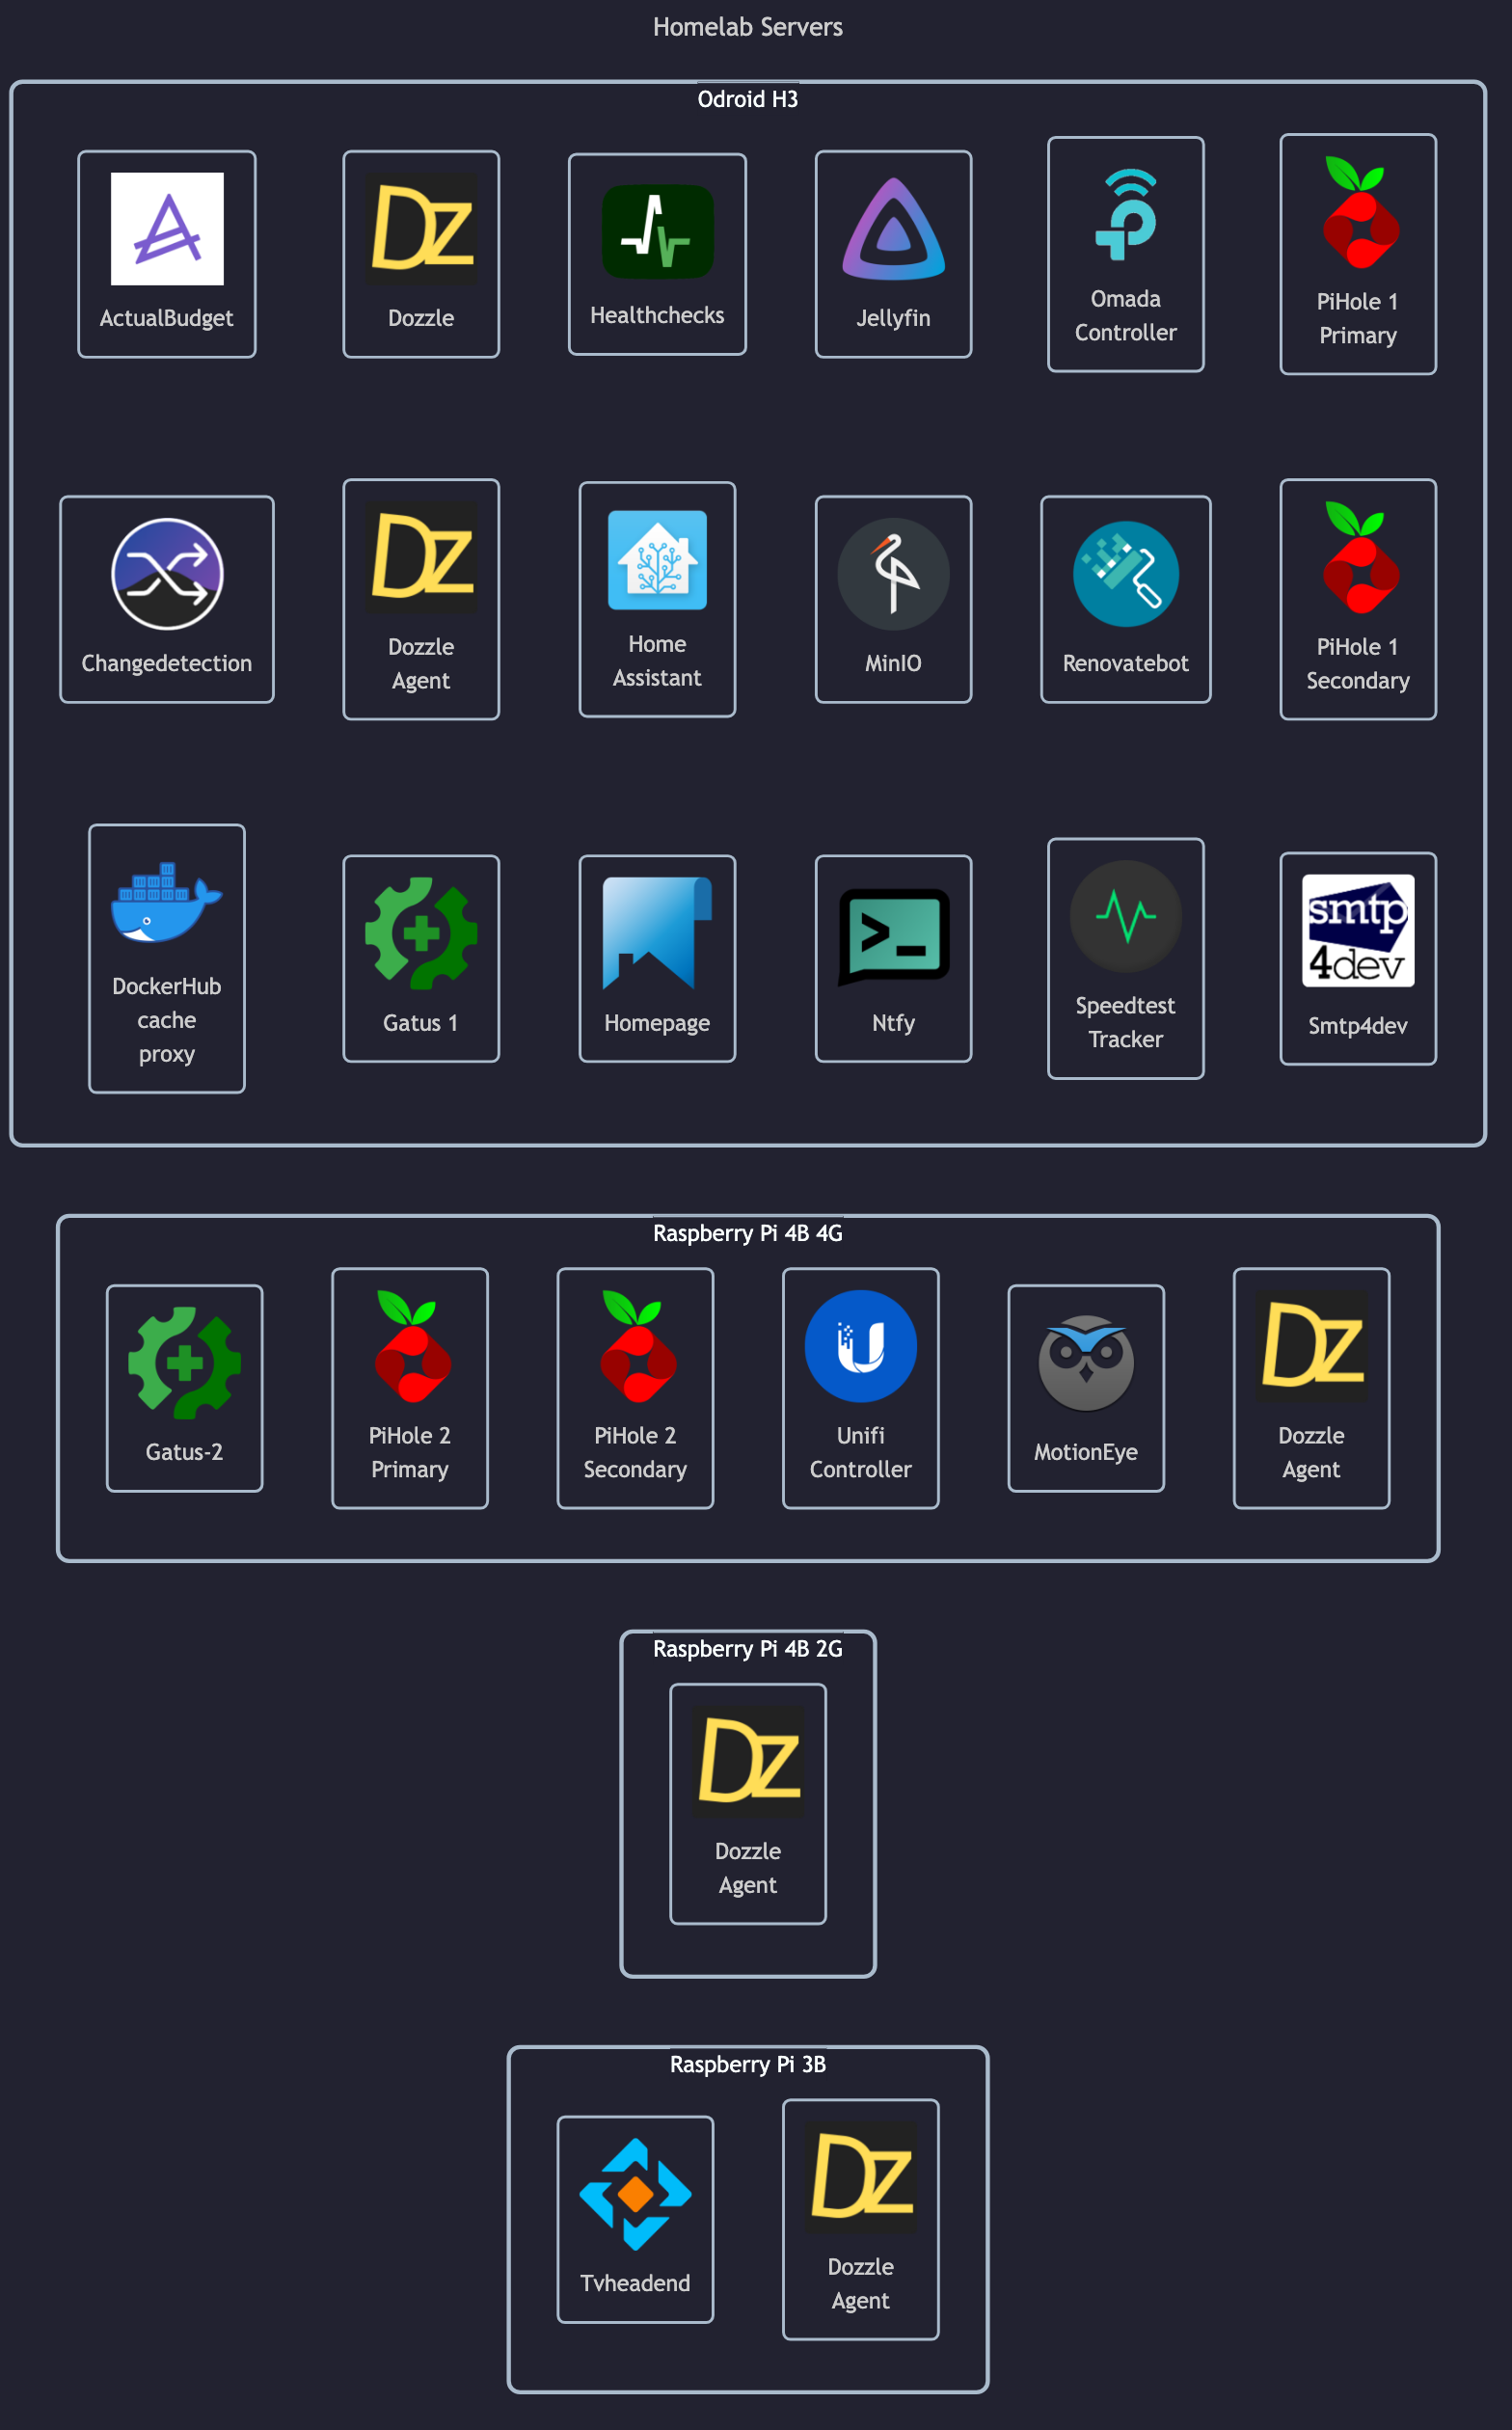 Homelab Servers
Odroid H3
ActualBudget
Dz
Dozzle
Healthchecks
Jellyfin
Omada
Controller
PiHole 1
Primary
Changedetection
Dz
Dozzle
Agent
Home
Assistant
MinIO
Renovatebot
PiHole 1
Secondary
DockerHub
cache
proxy
Gatus 1
Homepage
>_
Ntfy
Speedtest
Tracker
smtp
4dev
Smtp4dev
Raspberry Pi 4B 4G
Gatus-2
PiHole 2
Primary
PiHole 2
Secondary
U
Unifi
Controller
MotionEye
Dz
Dozzle
Agent
Raspberry Pi 4B 2G
Dz
Dozzle
Agent
Raspberry Pi 3B
Tvheadend
Dz
Dozzle
Agent